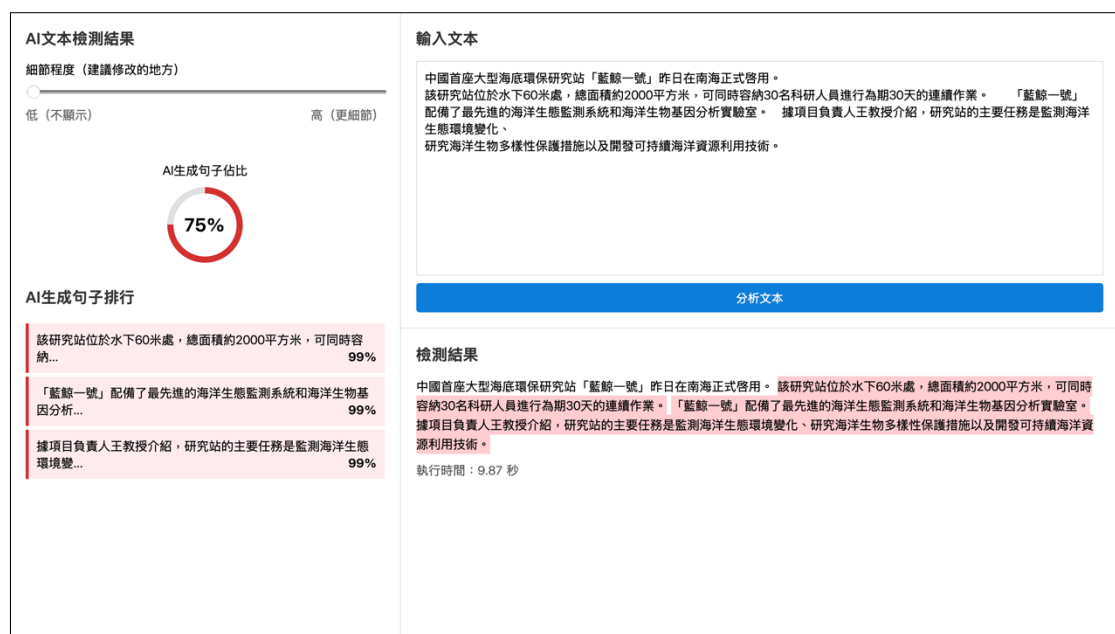 AI文本檢測結果
細節程度（建議修改的地方）
低（不顯示）
高（更細節）
AI生成句子佔比
75%
AI生成句子排行
該研究站位於水下60米處，總面積約2000平方米，可同時容
納...
99%
「藍鯨一號」配備了最先進的海洋生態監測系統和海洋生物基
因分析...
99%
據項目負責人王教授介紹，研究站的主要任務是監測海洋生態
環境變...
99%
輸入文本
中國首座大型海底環保研究站「藍鯨一號」昨日在南海正式啓用。
該研究站位於水下60米處，總面積約2000平方米，可同時容納30名科研人員進行為期30天的連續作業。 「藍鯨一號」
配備了最先進的海洋生態監測系統和海洋生物基因分析實驗室。 據項目負責人王教授介紹，研究站的主要任務是監測海洋
生態環境變化、
研究海洋生物多樣性保護措施以及開發可持續海洋資源利用技術。
分析文本
檢測結果
中國首座大型海底環保研究站「藍鯨一號」昨日在南海正式啓用。 該研究站位於水下60米處，總面積約2000平方米，可同時
容納30名科研人員進行為期30天的連續作業。 「藍鯨一號」配備了最先進的海洋生態監測系統和海洋生物基因分析實驗室。
據項目負責人王教授介紹，研究站的主要任務是監測海洋生態環境變化、研究海洋生物多樣性保護措施以及開發可持續海洋資
源利用技術。
執行時間：9.87 秒